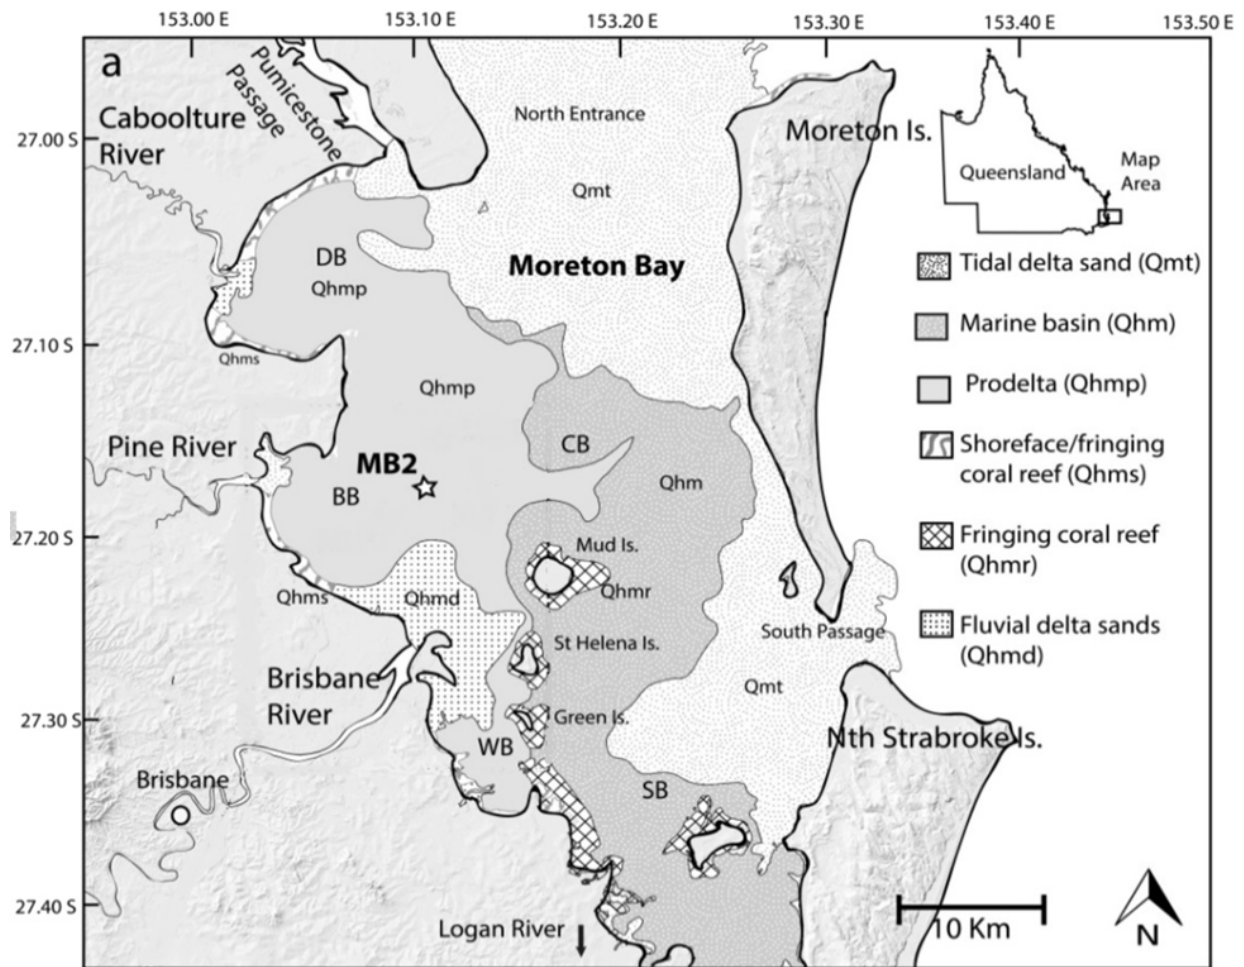 153.00 E
153.10 E
153.20 E
153.30 E
153.40 E
153.50 E
a
Pumicestone
Passage
Caboolture
River
North Entrance
Moreton Is.
27.00 S
Queensland
Map
Area
Qmt
DB
Qhmp
Moreton Bay
Tidal delta sand (Qmt)
Marine basin (Qhm)
27.10 S
Qhms
Qhmp
Prodelta (Qhmp)
Pine River
MB2
CB
BB
Qhm
Shoreface/fringing
coral reef (Qhms)
27.20 S
Mud Is.
Qhmr
Fringing coral reef
(Qhmr)
Qhms
Qhmd
St Helena Is.
South Passage
Fluvial delta sands
(Qhmd)
Brisbane
River
Qmt
27.30 S
Green Is.
WB
Nth Strabroke Is.
Brisbane
SB
27.40 S
Logan River
10 Km
N